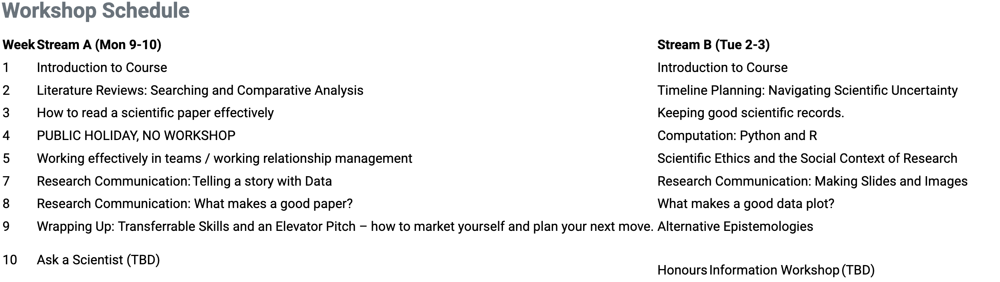 Workshop Schedule
Week Stream A (Mon 9-10) Stream B (Tue 2-3)
1 Introduction to Course Introduction to Course
2 Literature Reviews: Searching and Comparative Analysis Timeline Planning: Navigating Scientific Uncertainty
3 How to read a scientific paper effectively Keeping good scientific records.
4 PUBLIC HOLIDAY, NO WORKSHOP Computation: Python and R
5 Working effectively in teams / working relationship management Scientific Ethics and the Social Context of Research
7 Research Communication: Telling a story with Data Research Communication: Making Slides and Images
8 Research Communication: What makes a good paper? What makes a good data plot?
9 Wrapping Up: Transferrable Skills and an Elevator Pitch – how to market yourself and plan your next move. Alternative Epistemologies
10 Ask a Scientist (TBD)
Honours Information Workshop (TBD)